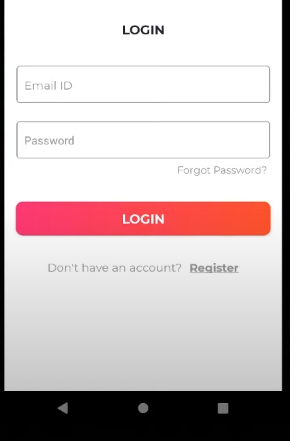 LOGIN
Email ID
Password
Forgot Password?
LOGIN
Don't have an account? Register